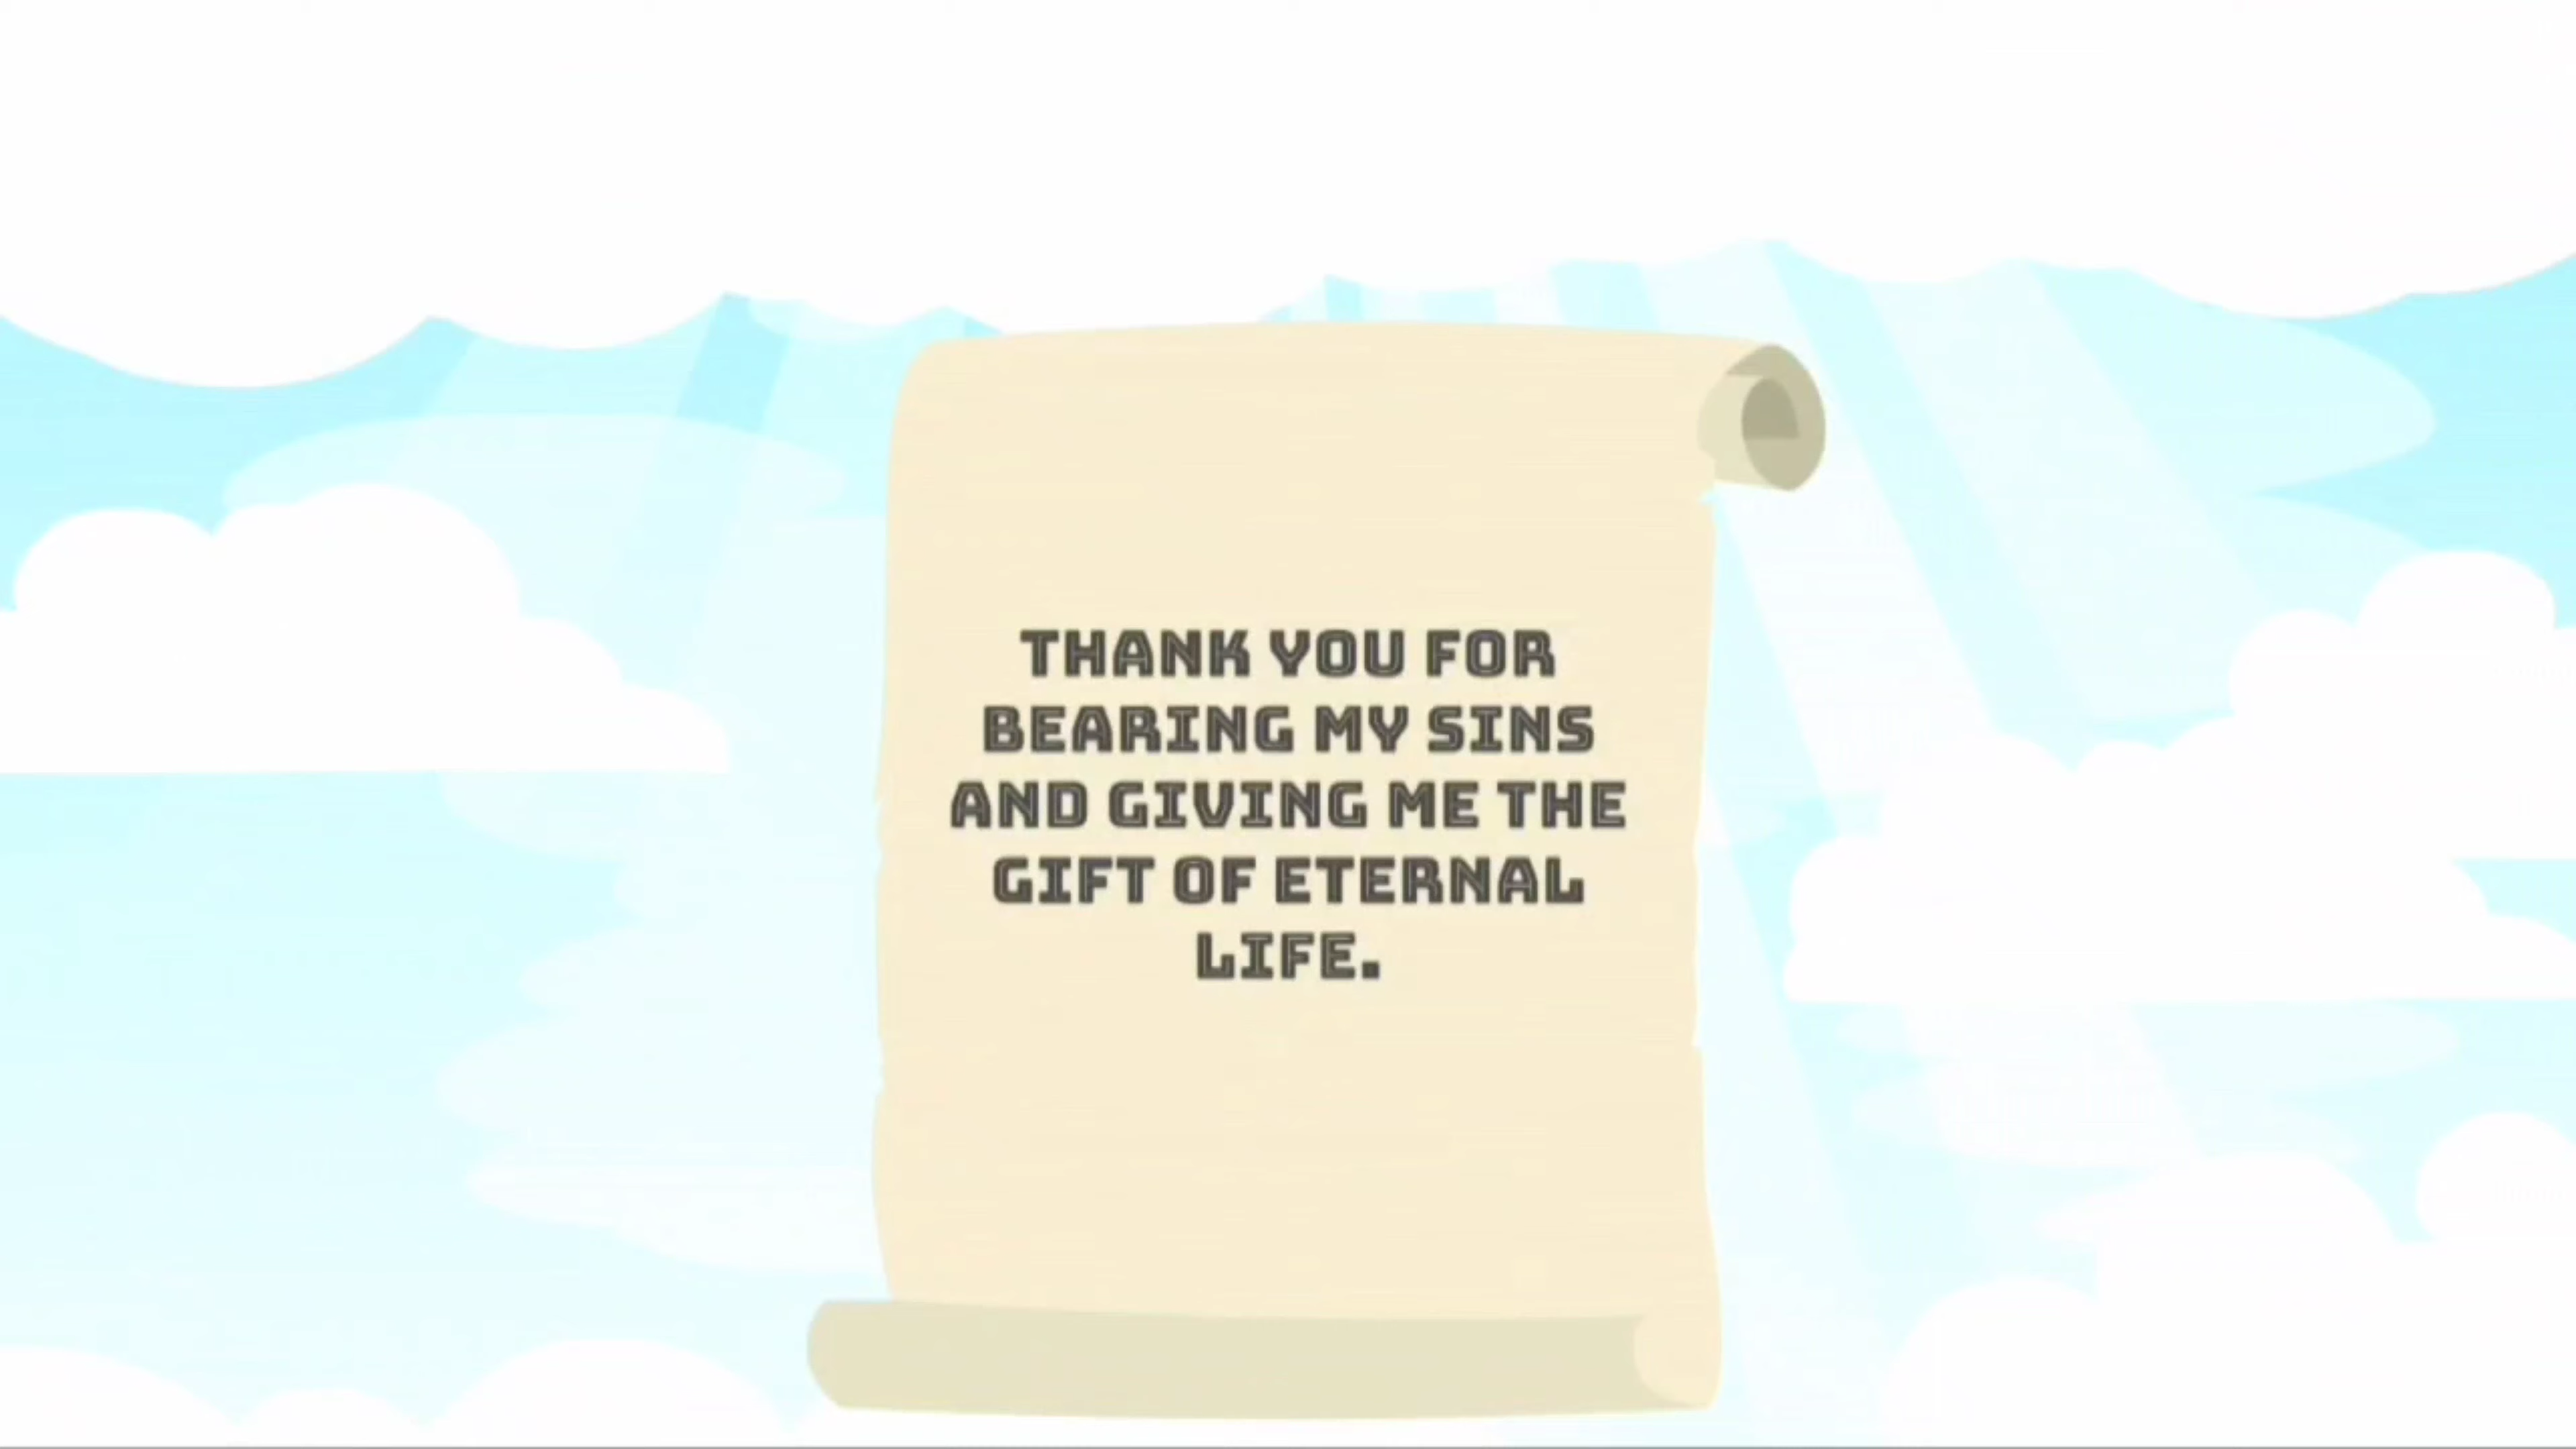 THANK YOU FOR
BEARING MY SINS
AND GIVING ME THE
GIFT OF ETERNAL
LIFE.